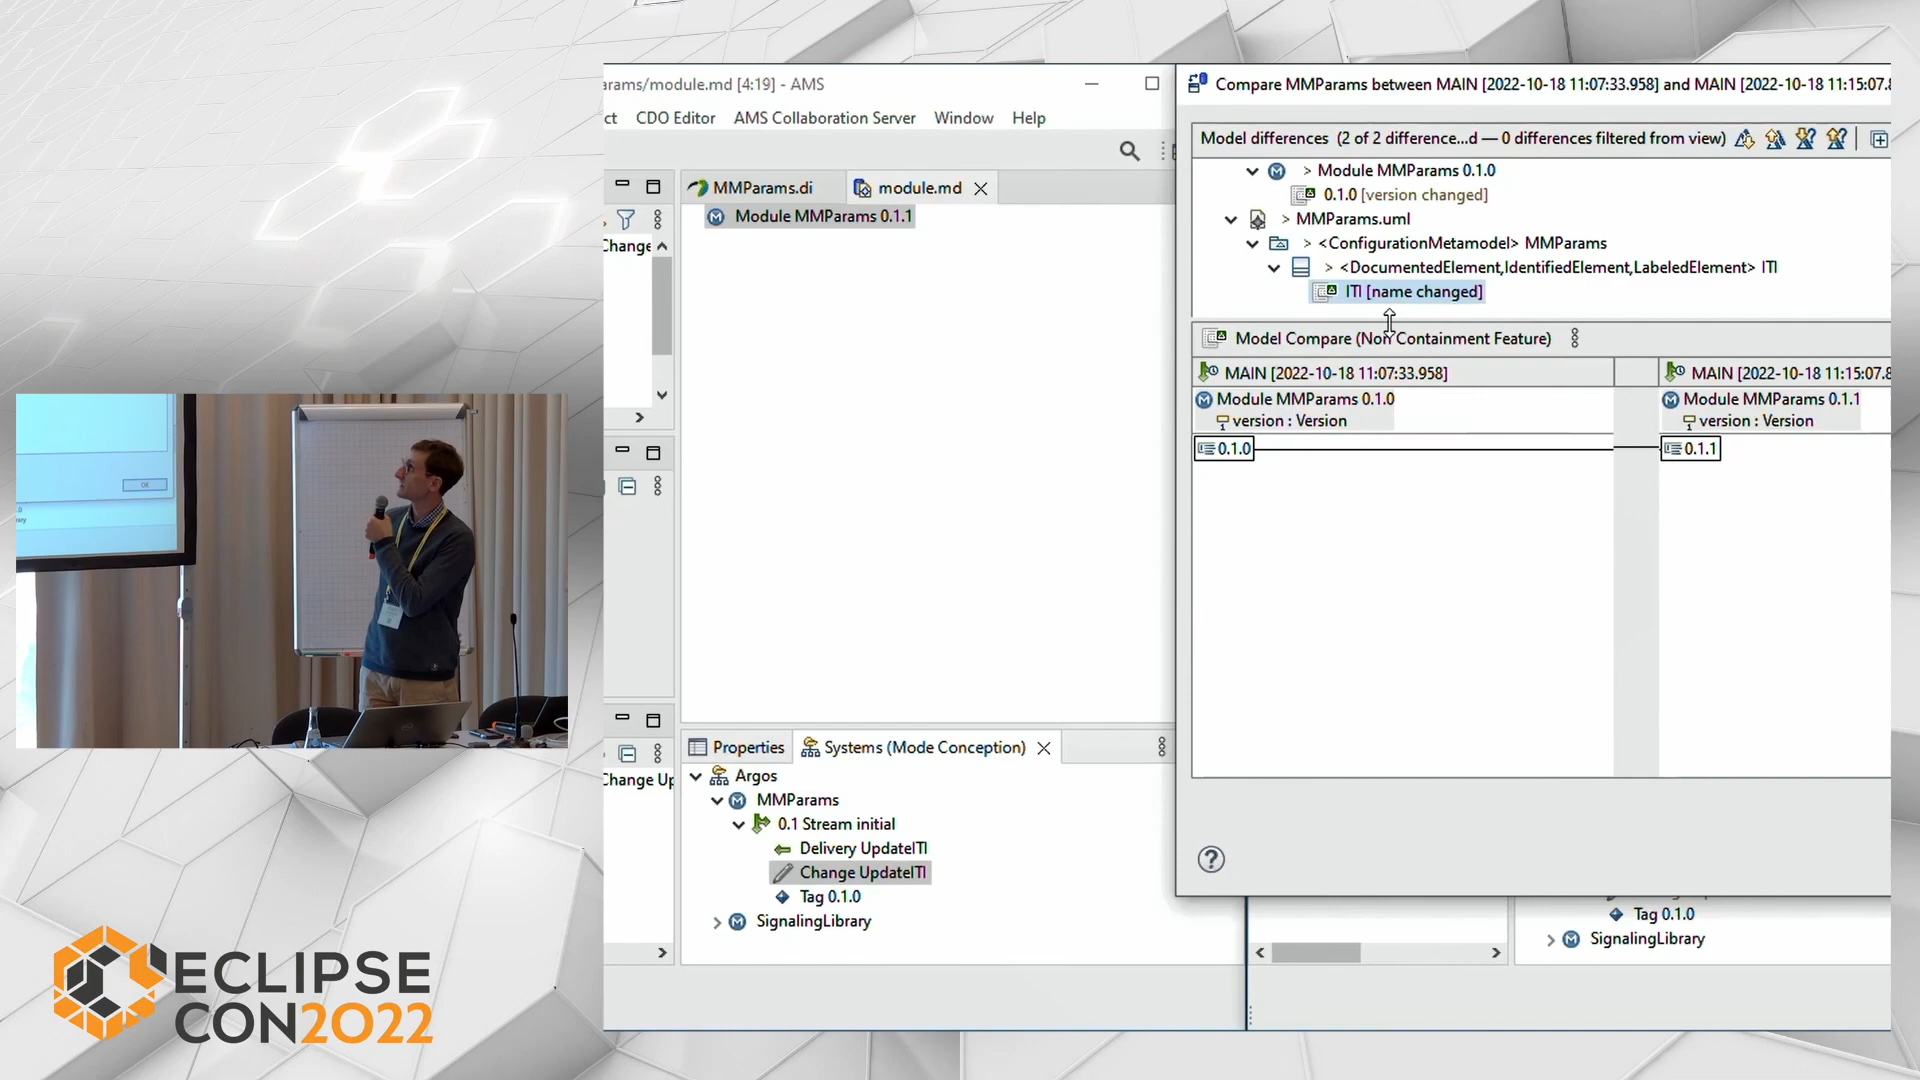 arams/module.md [4:19] - AMS
ct CDO Editor AMS Collaboration Server Window Help
MMParams.di module.md
Module MMParams 0.1.1
Change
Change Up
Properties Systems (Mode Conception)
Argos
MMParams
0.1 Stream initial
Delivery UpdateITI
Change UpdateITI
Tag 0.1.0
SignalingLibrary
Compare MMParams between MAIN [2022-10-18 11:07:33.958] and MAIN [2022-10-18 11:15:07.8
Model differences (2 of 2 difference...d — 0 differences filtered from view)
> Module MMParams 0.1.0
0.1.0 [version changed]
> MMParams.uml
> <ConfigurationMetamodel> MMParams
> <DocumentedElement,IdentifiedElement,LabeledElement> ITI
ITI [name changed]
Model Compare (Non Containment Feature)
MAIN [2022-10-18 11:07:33.958]
Module MMParams 0.1.0
version : Version
0.1.0
MAIN [2022-10-18 11:15:07.8
Module MMParams 0.1.1
version : Version
0.1.1
Tag 0.1.0
SignalingLibrary
OK
ECLIPSE
CON2022